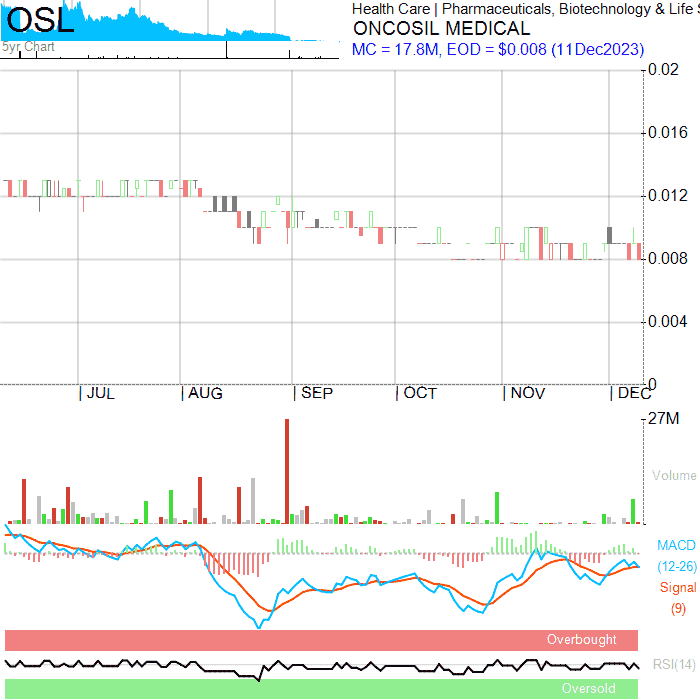 OSL
5yr Chart
Health Care | Pharmaceuticals, Biotechnology & Life S
ONCOSIL MEDICAL
MC = 17.8M, EOD = $0.008 (11Dec2023)
0.02
0.016
0.012
0.008
0.004
0
JUL AUG SEP OCT NOV DEC
27M
Volume
MACD
(12-26)
Signal
(9)
Overbought
RSI(14)
Oversold